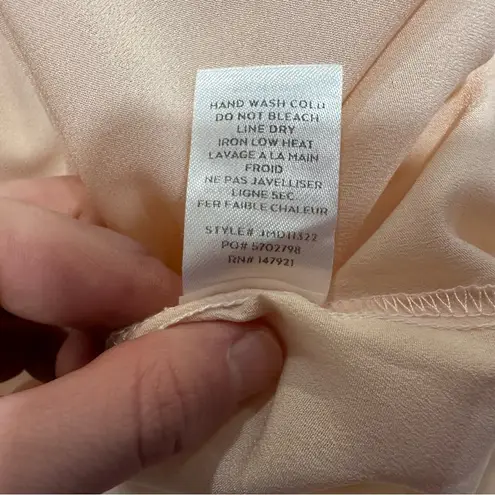 HAND WASH COLD
DO NOT BLEACH
LINE DRY
IRON LOW HEAT
LAVAGE A LA MAIN
FROID
NE PAS JAVELLISER
LIGNE SEC
FER FAIBLE CHALEUR
STYLE# JMD11322
PO# 5702798
RN# 147921